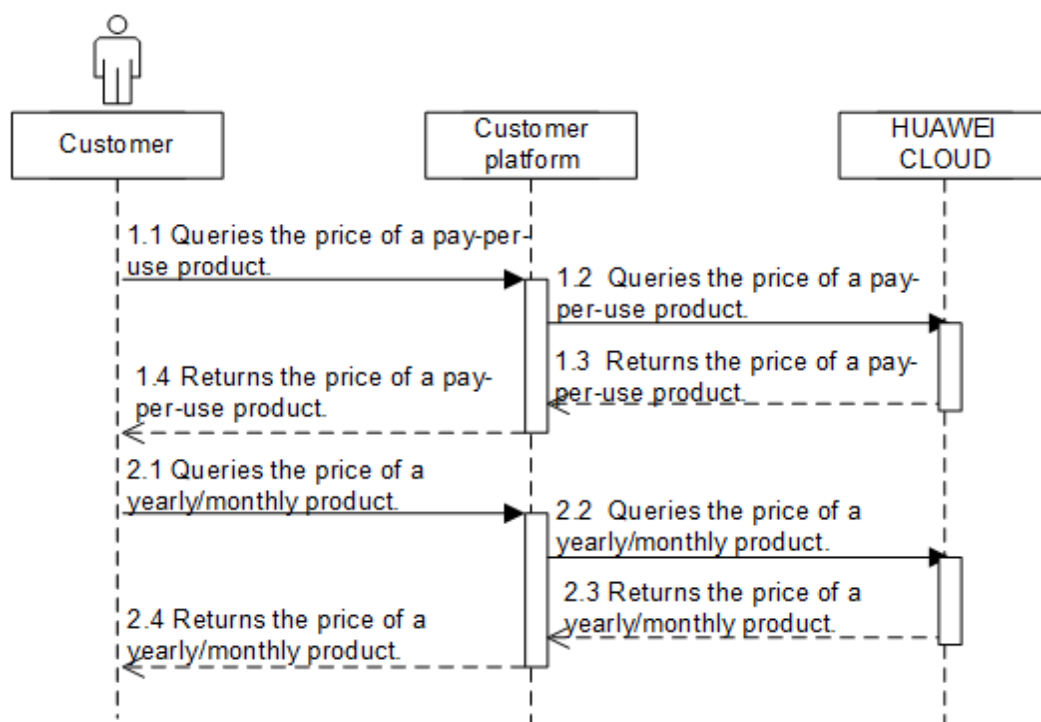 Customer
Customer
platform
HUAWEI
CLOUD
1.1 Queries the price of a pay-per-
use product.
1.2 Queries the price of a pay-
per-use product.
1.3 Returns the price of a pay-
per-use product.
1.4 Returns the price of a pay-
per-use product.
2.1 Queries the price of a
yearly/monthly product.
2.2 Queries the price of a
yearly/monthly product.
2.3 Returns the price of a
yearly/monthly product.
2.4 Returns the price of a
yearly/monthly product.